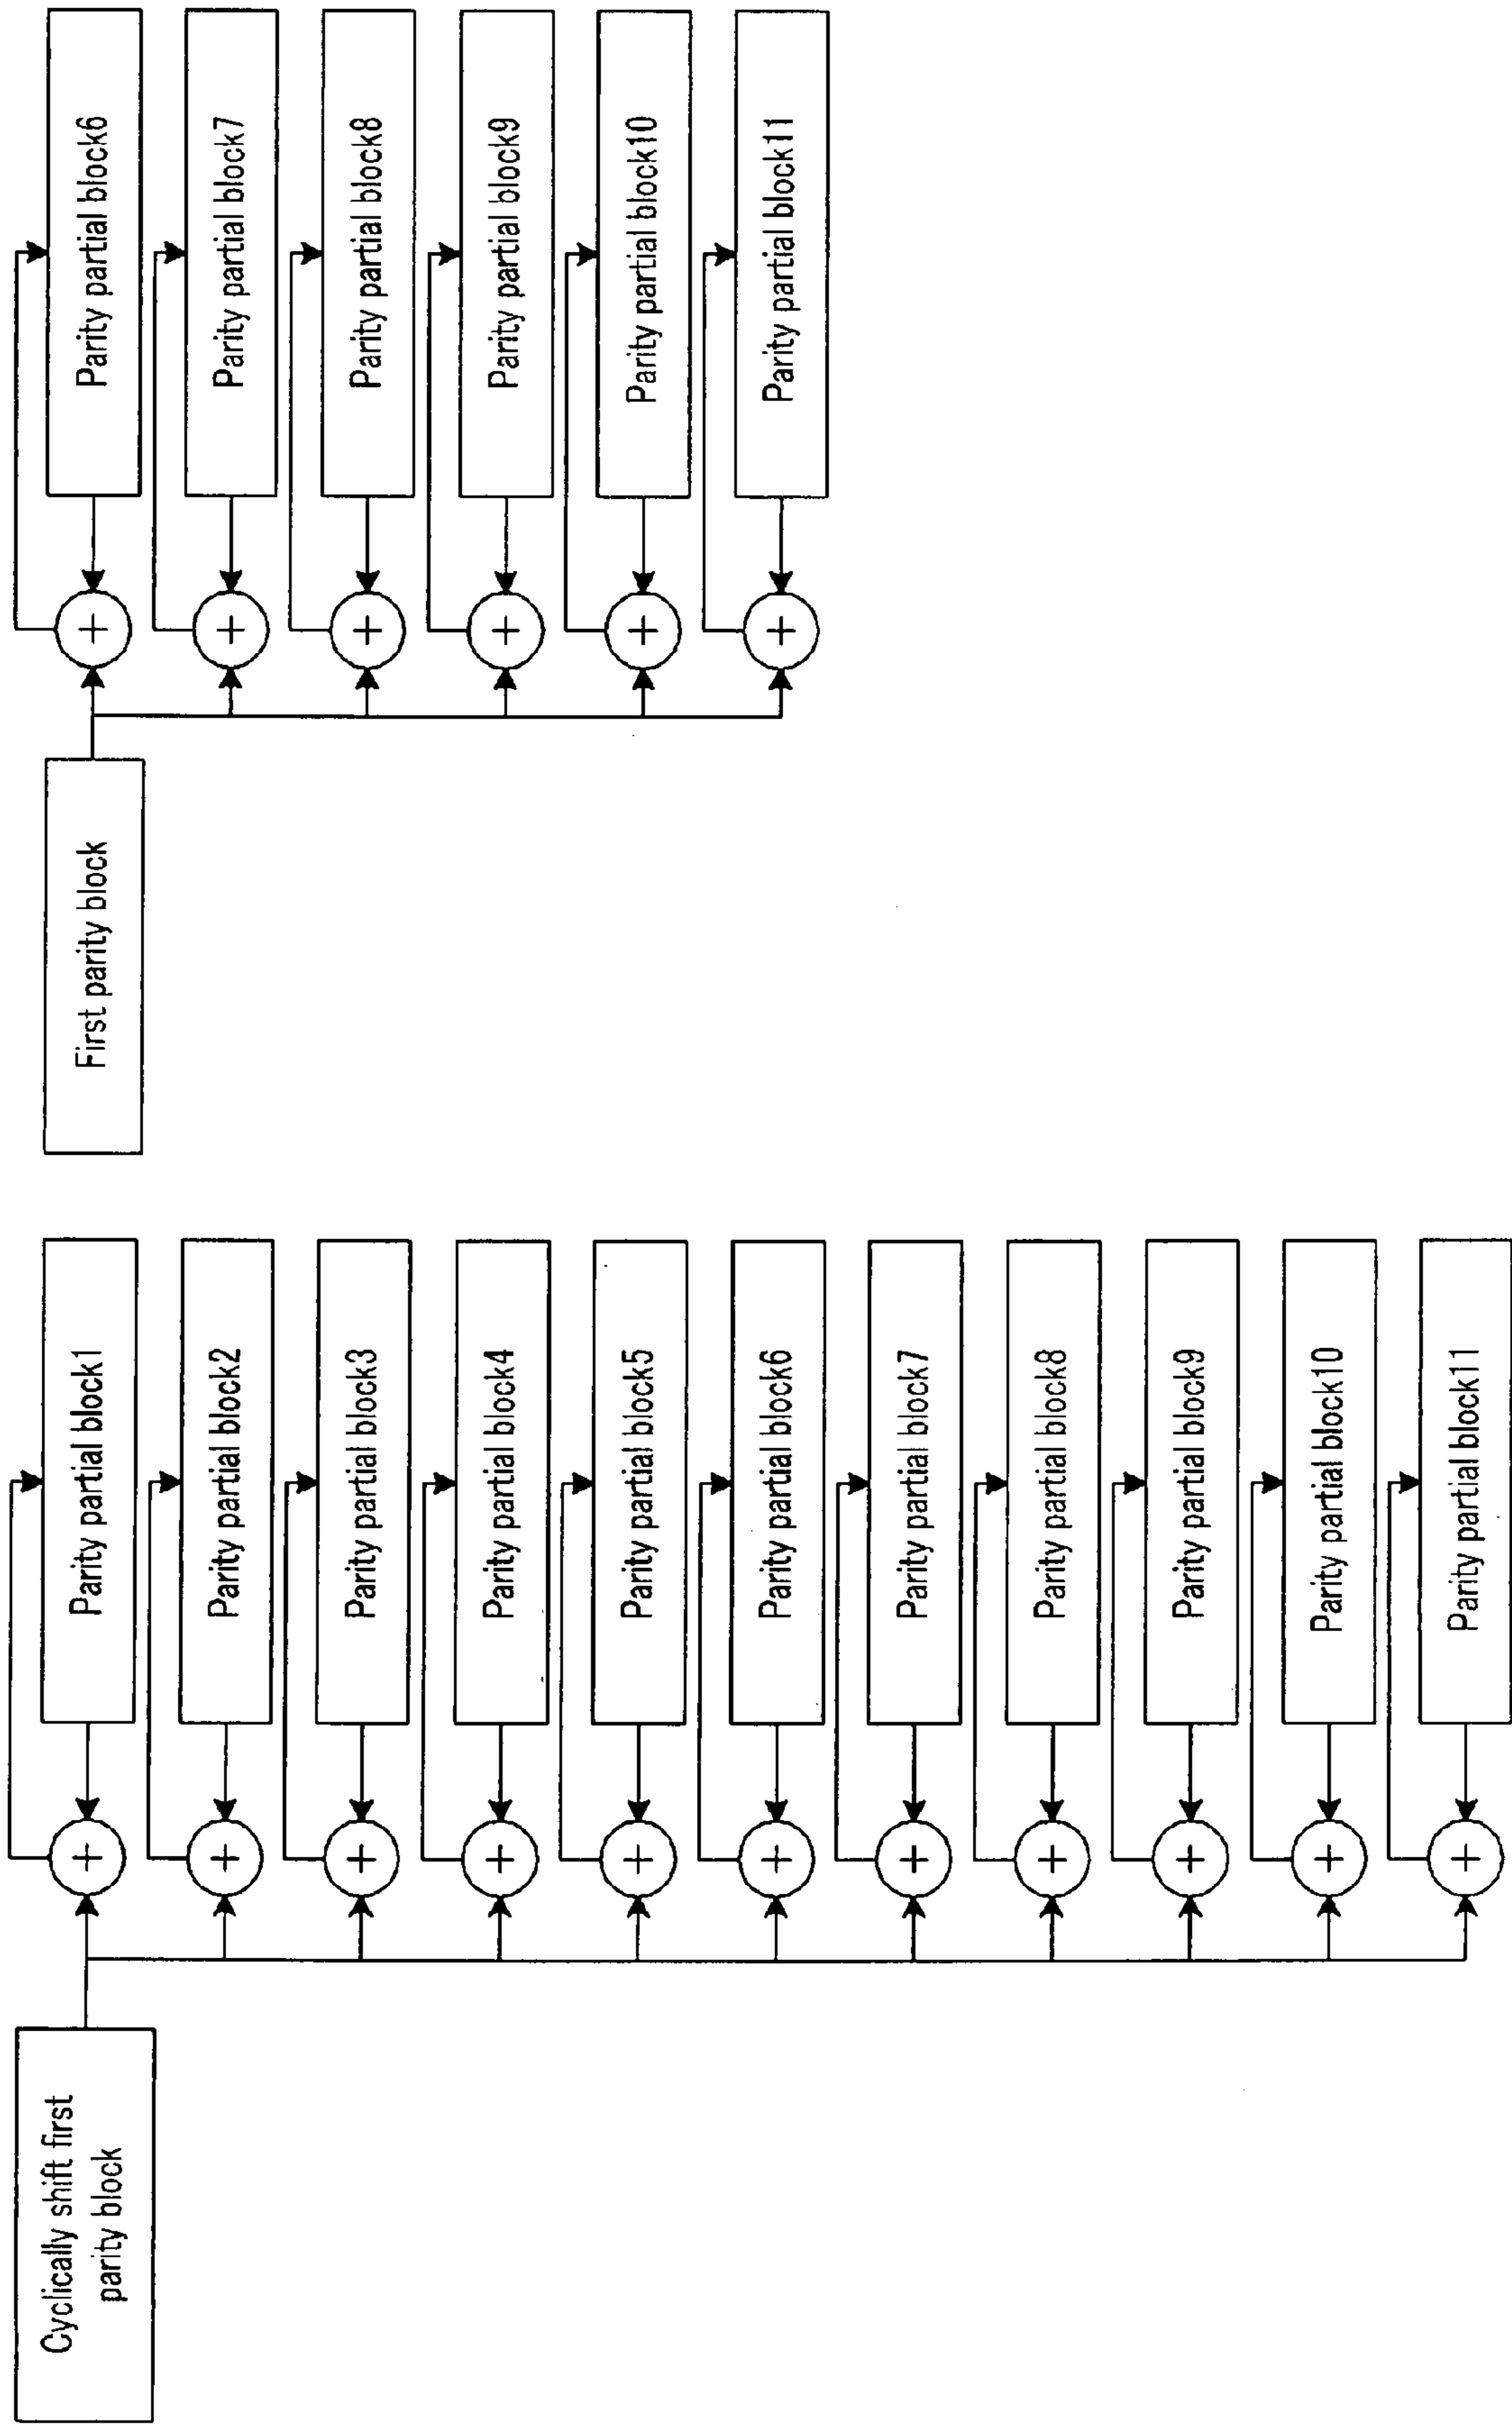 Cyclically shift first
parity block
Parity partial block1
Parity partial block2
Parity partial block3
Parity partial block4
Parity partial block5
Parity partial block6
Parity partial block7
Parity partial block8
Parity partial block9
Parity partial block10
Parity partial block11
First parity block
Parity partial block6
Parity partial block7
Parity partial block8
Parity partial block9
Parity partial block10
Parity partial block11